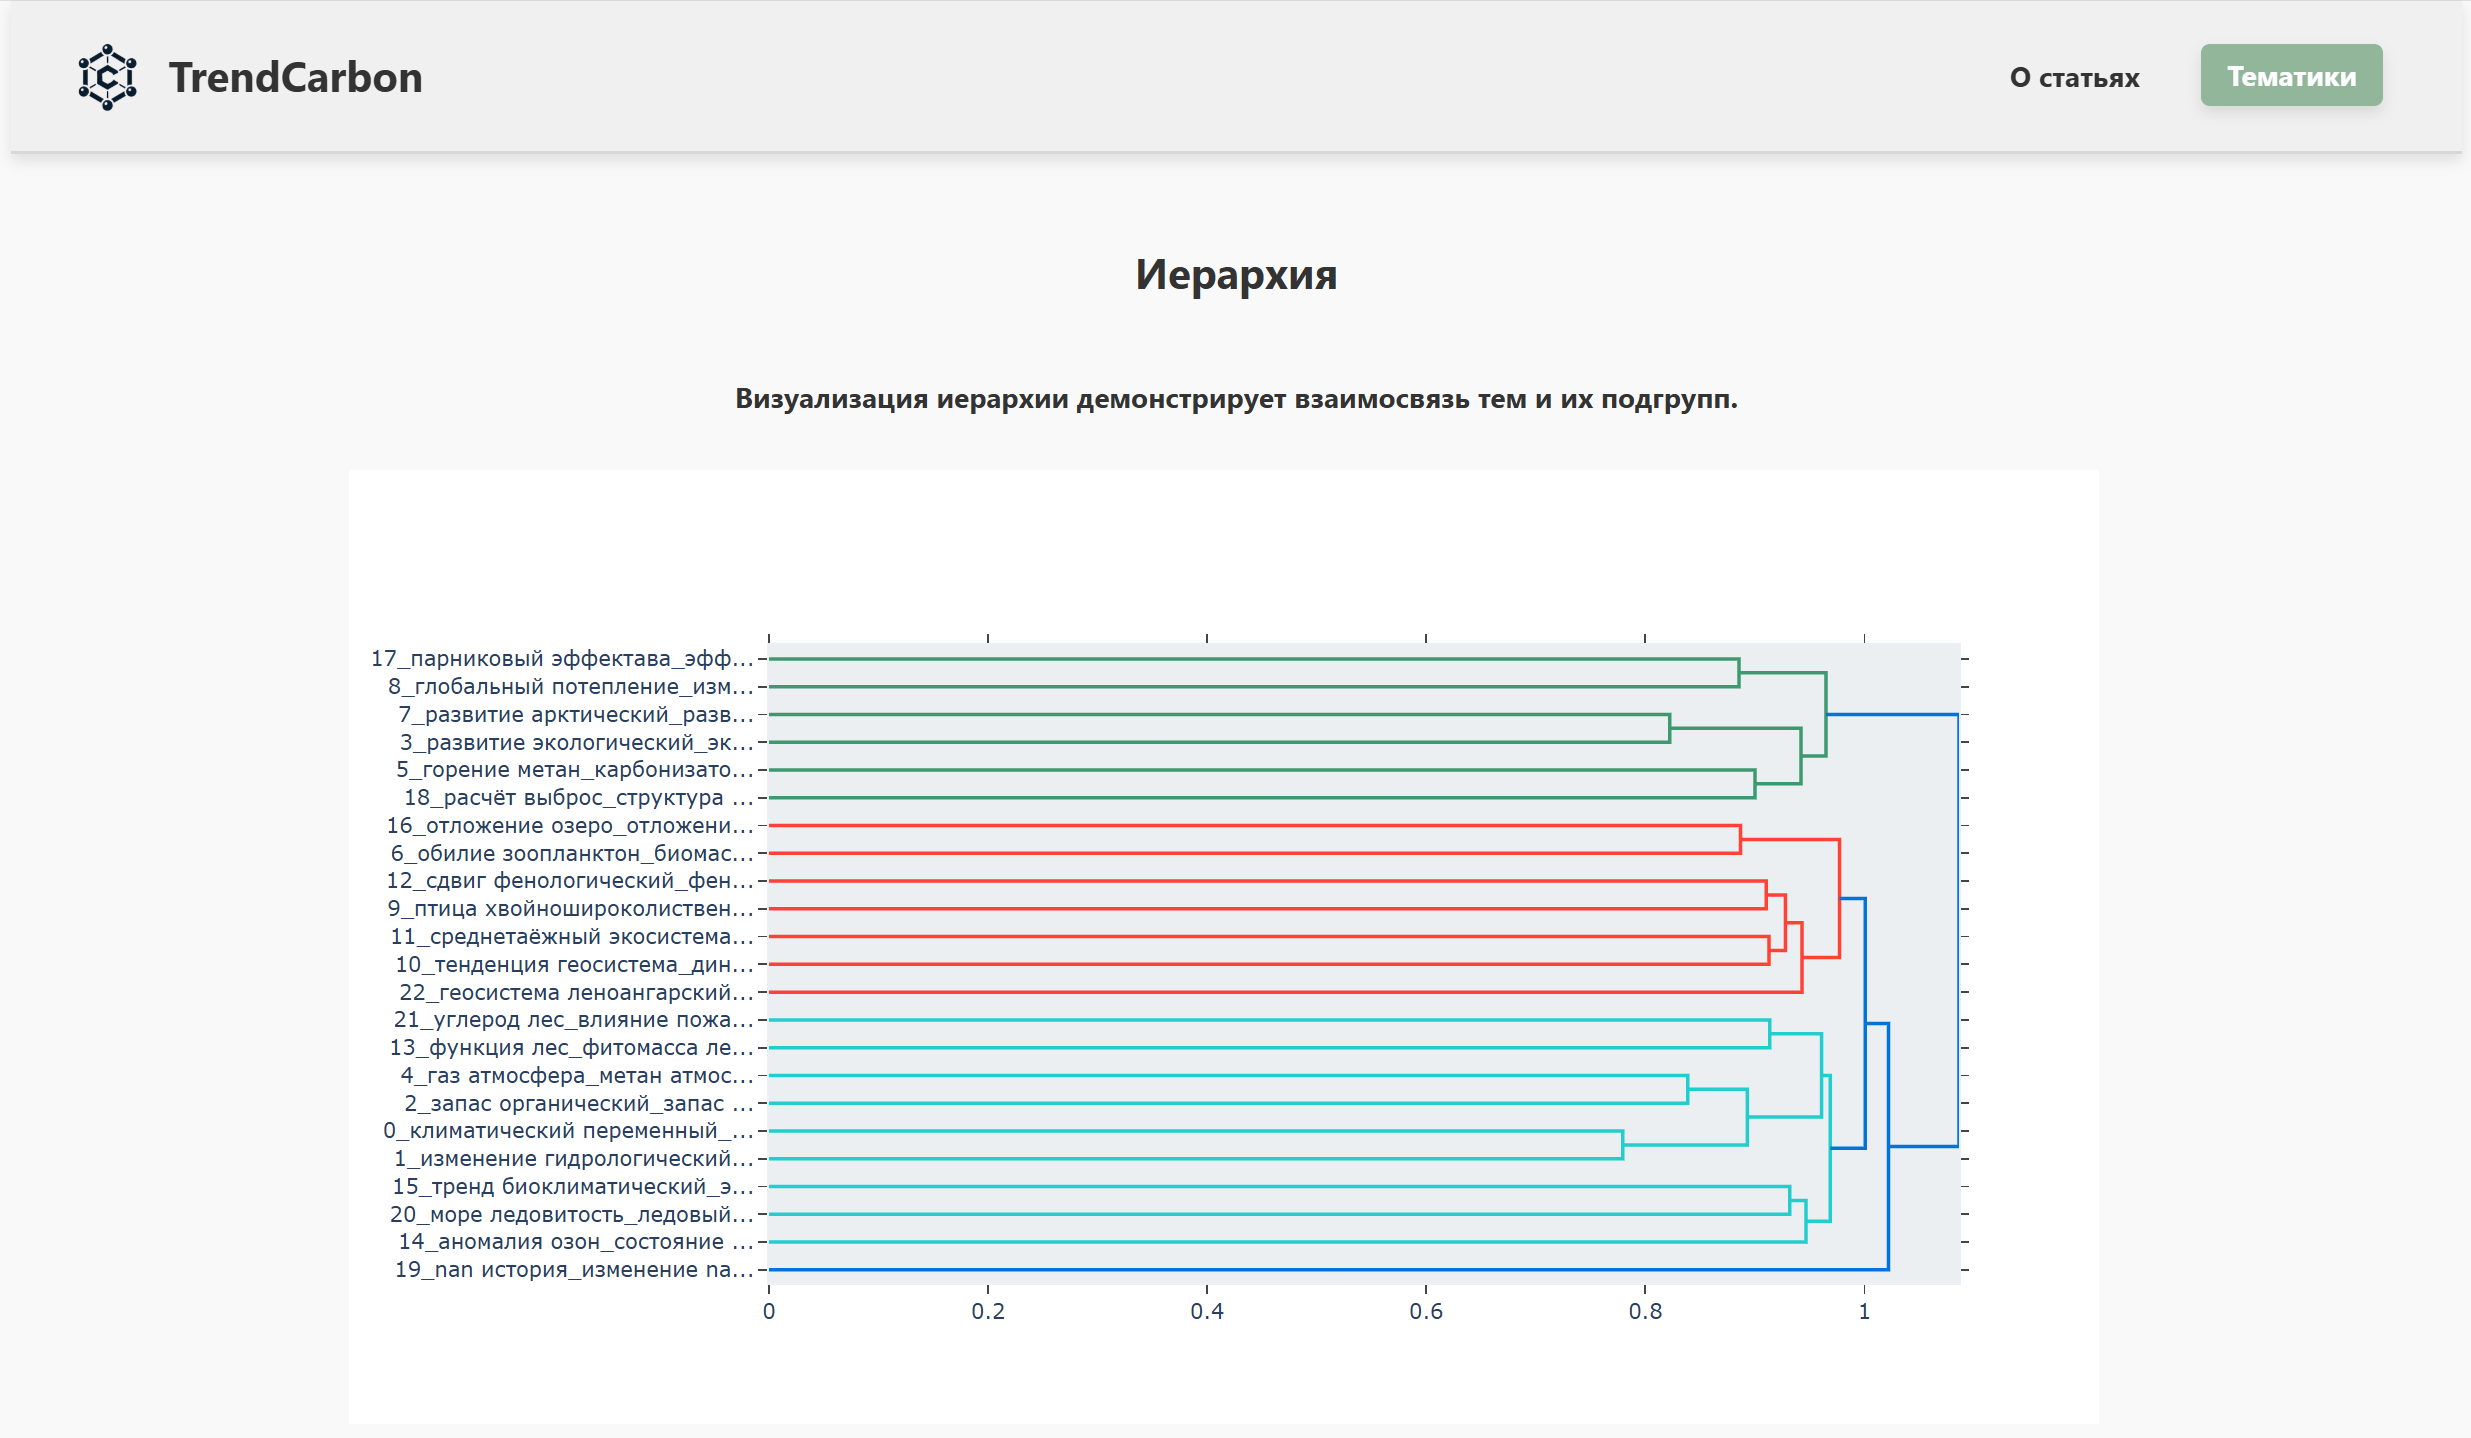 TrendCarbon
О статьях
Тематики
Иерархия
Визуализация иерархии демонстрирует взаимосвязь тем и их подгрупп.
17_парниковый эффектава_эфф...
8_глобальный потепление_изм...
7_развитие арктический_разв...
3_развитие экологический_эк...
5_горение метан_карбонизато...
18_расчёт выброс_структура ...
16_отложение озеро_отложени...
6_обилие зоопланктон_биомас...
12_сдвиг фенологический_фен...
9_птица хвойношироколиствен...
11_среднетаёжный экосистема...
10_тенденция геосистема_дин...
22_геосистема леноангарский...
21_углерод лес_влияние пожа...
13_функция лес_фитомасса ле...
4_газ атмосфера_метан атмос...
2_запас органический_запас ...
0_климатический переменный_...
1_изменение гидрологический...
15_тренд биоклиматический_э...
20_море ледовитость_ледовый...
14_аномалия озон_состояние ...
19_nan история_изменение na...
0 0.2 0.4 0.6 0.8 1